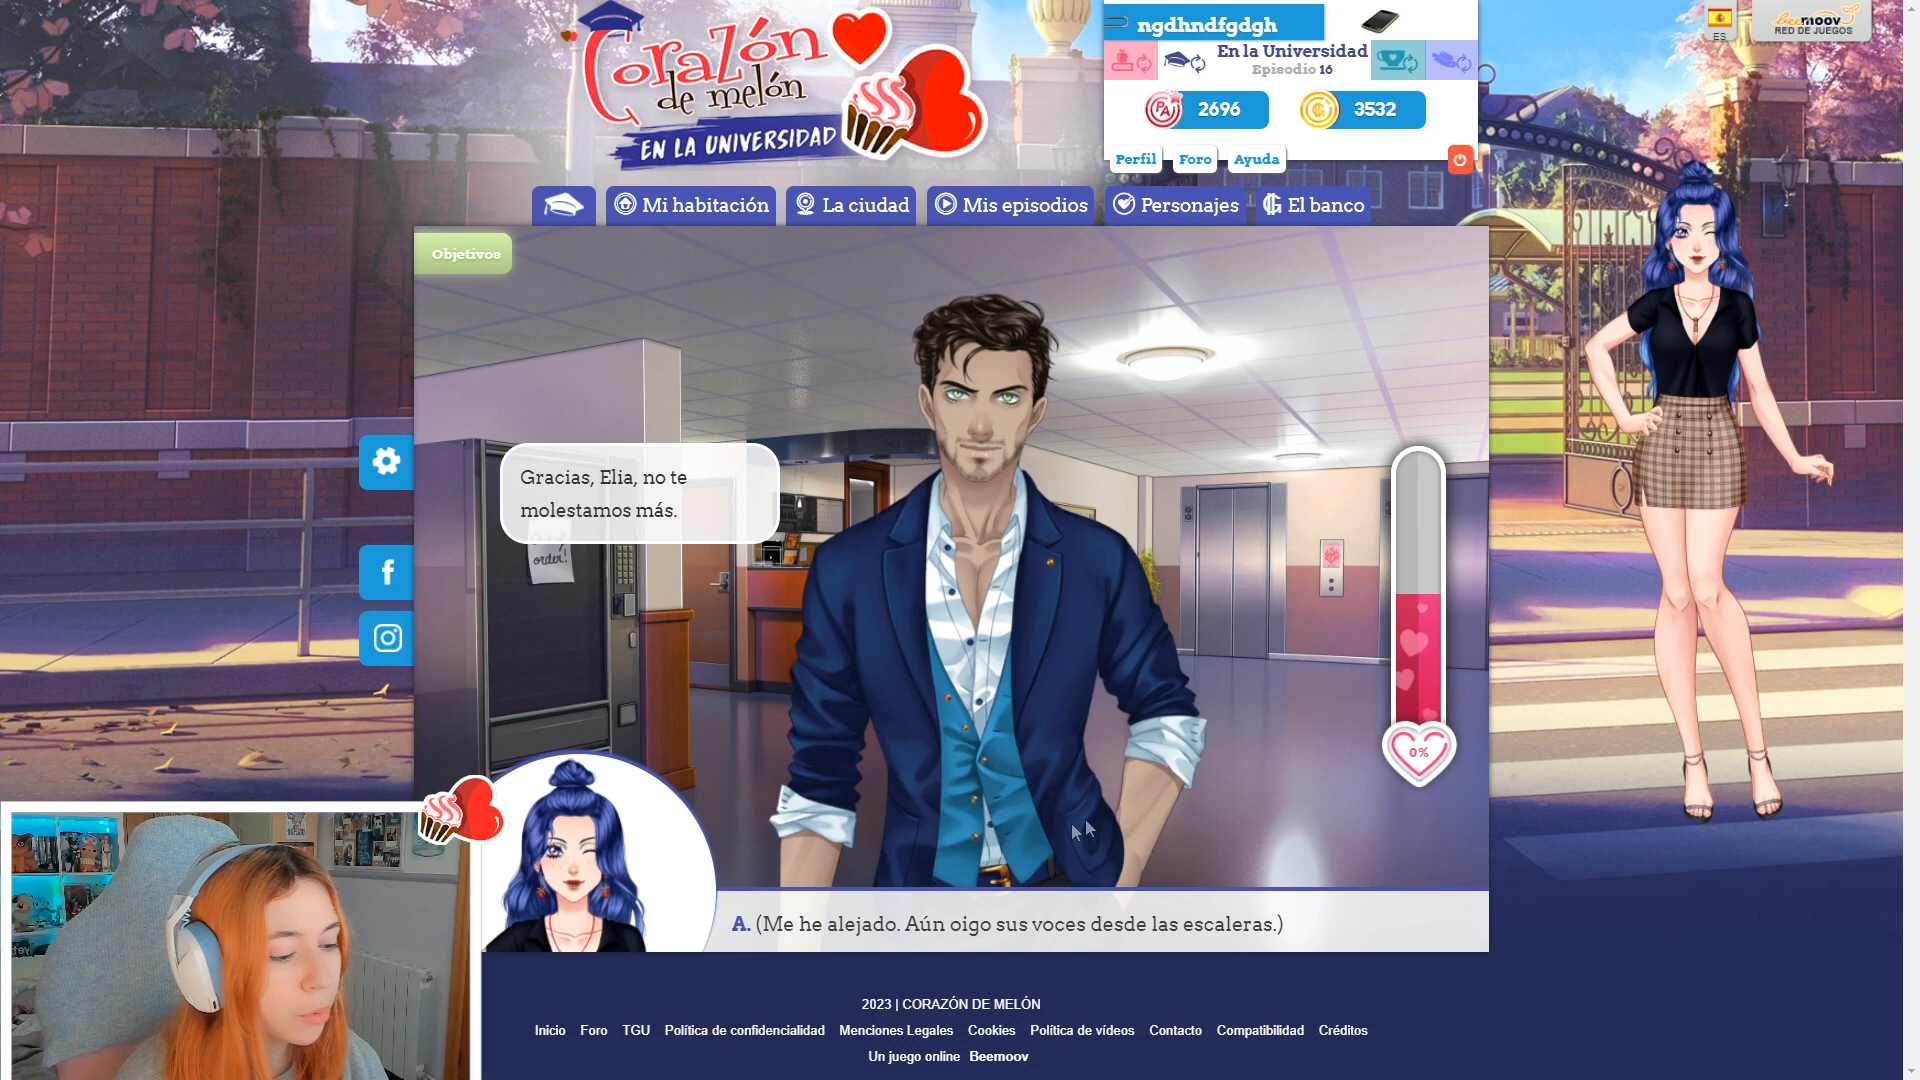 Corazón
de melón
EN LA UNIVERSIDAD
ngdhndfgdgh
En la Universidad
Episodio 16
PA 2696
3532
Perfil
Foro
Ayuda
ES
beemoov
RED DE JUEGOS
Mi habitación
La ciudad
Mis episodios
Personajes
El banco
Objetivos
Gracias, Elia, no te
molestamos más.
order!
0%
A. (Me he alejado. Aún oigo sus voces desde las escaleras.)
2023 | CORAZÓN DE MELÓN
Inicio Foro TGU Política de confidencialidad Menciones Legales Cookies Política de vídeos Contacto Compatibilidad Créditos
Un juego online Beemoov